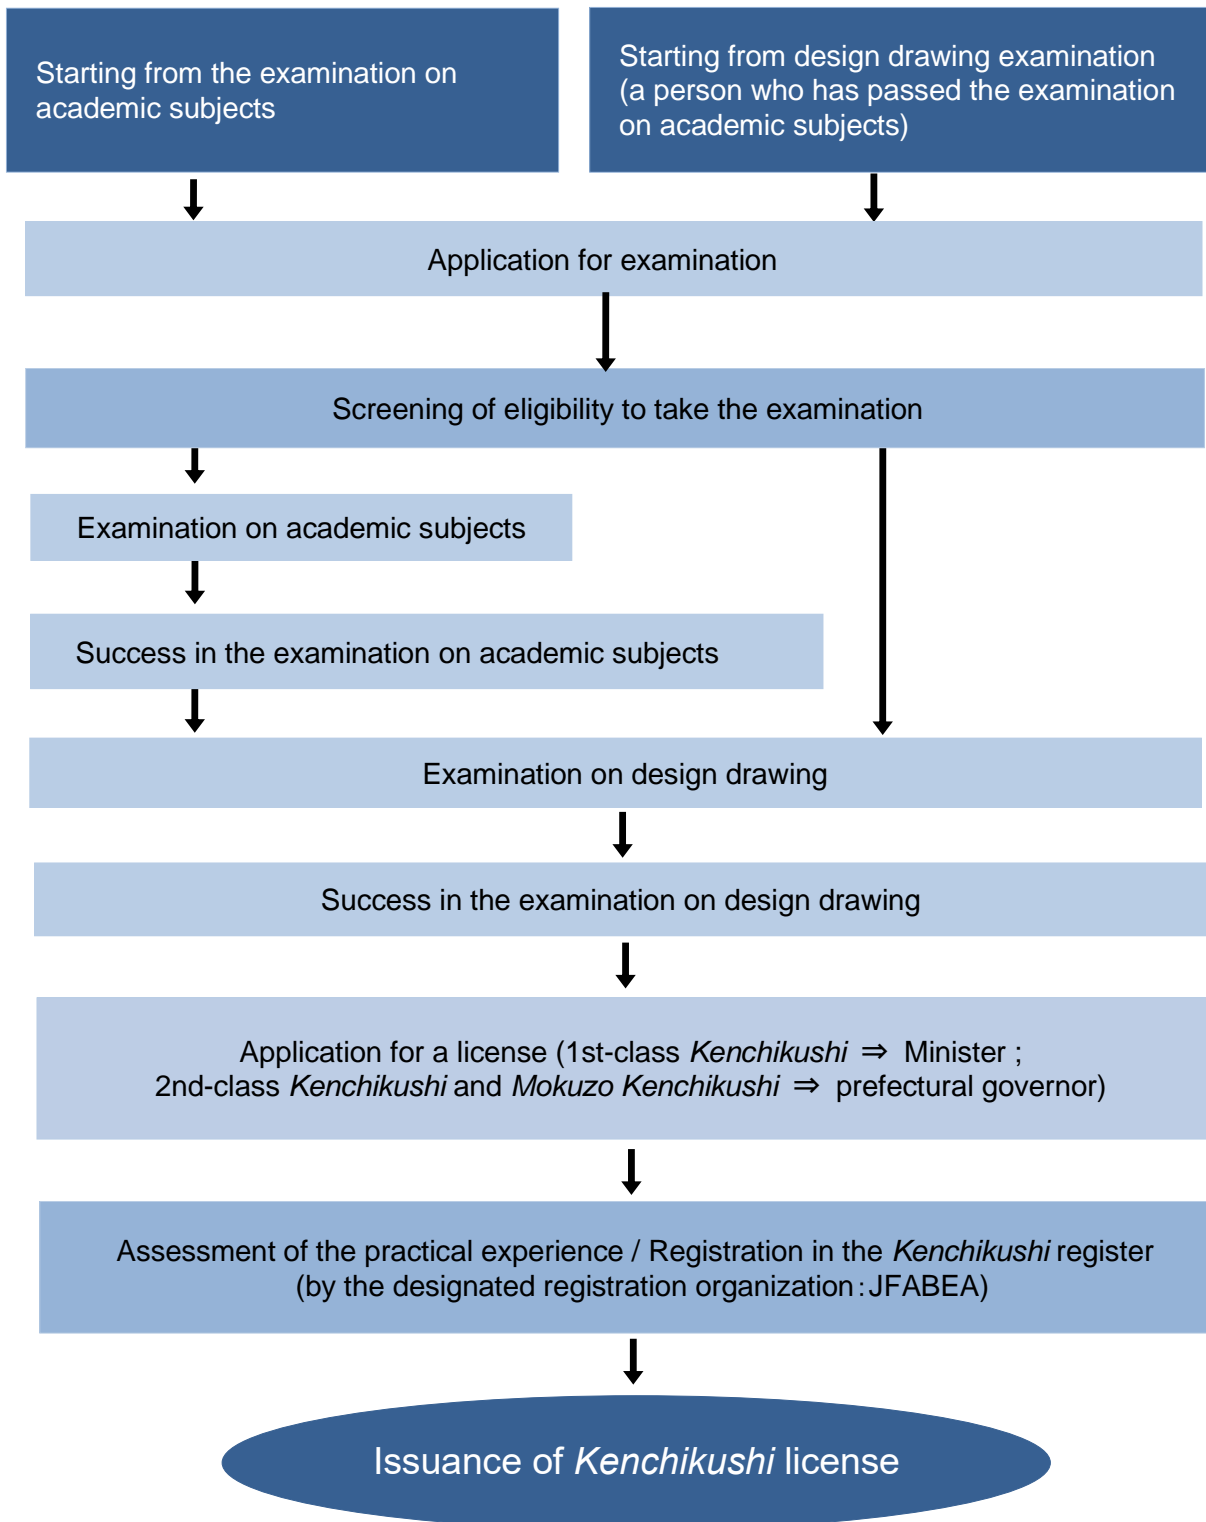 Starting from the examination on
academic subjects
Starting from design drawing examination
(a person who has passed the examination
on academic subjects)
Application for examination
Screening of eligibility to take the examination
Examination on academic subjects
Success in the examination on academic subjects
Examination on design drawing
Success in the examination on design drawing
Application for a license (1st-class Kenchikushi ⇒ Minister ;
2nd-class Kenchikushi and Mokuzo Kenchikushi ⇒ prefectural governor)
Assessment of the practical experience / Registration in the Kenchikushi register
(by the designated registration organization：JFABEA)
Issuance of Kenchikushi license